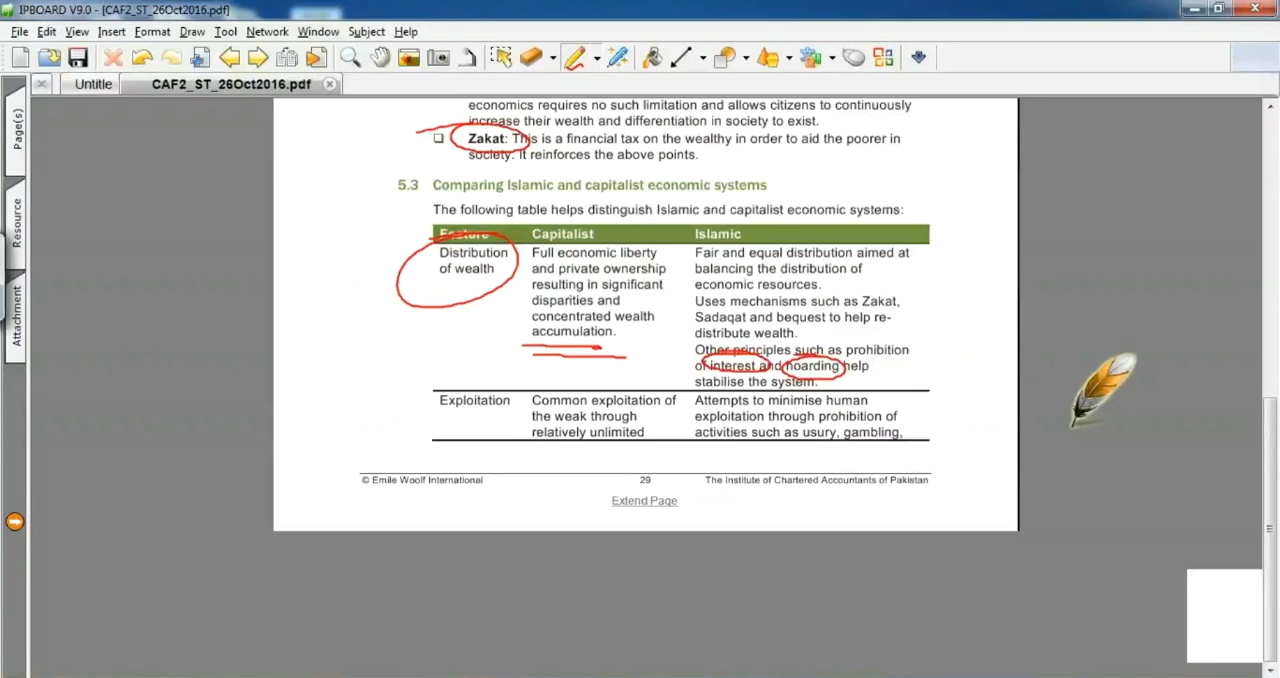 IPBOARD V9.0 - [CAF2_ST_26Oct2016.pdf]
File Edit View Insert Format Draw Tool Network Window Subject Help
Untitle CAF2_ST_26Oct2016.pdf
Page(s)
Resource
Attachment
economics requires no such limitation and allows citizens to continuously
increase their wealth and differentiation in society to exist.
Zakat: This is a financial tax on the wealthy in order to aid the poorer in
society. It reinforces the above points.
5.3 Comparing Islamic and capitalist economic systems
The following table helps distinguish Islamic and capitalist economic systems:
Feature Capitalist Islamic
Distribution of wealth
Full economic liberty
and private ownership
resulting in significant
disparities and
concentrated wealth
accumulation.
Fair and equal distribution aimed at
balancing the distribution of
economic resources.
Uses mechanisms such as Zakat,
Sadaqat and bequest to help re-
distribute wealth.
Other principles such as prohibition
of interest and hoarding help
stabilise the system.
Exploitation
Common exploitation of
the weak through
relatively unlimited
Attempts to minimise human
exploitation through prohibition of
activities such as usury, gambling,
© Emile Woolf International 29 The Institute of Chartered Accountants of Pakistan
Extend Page